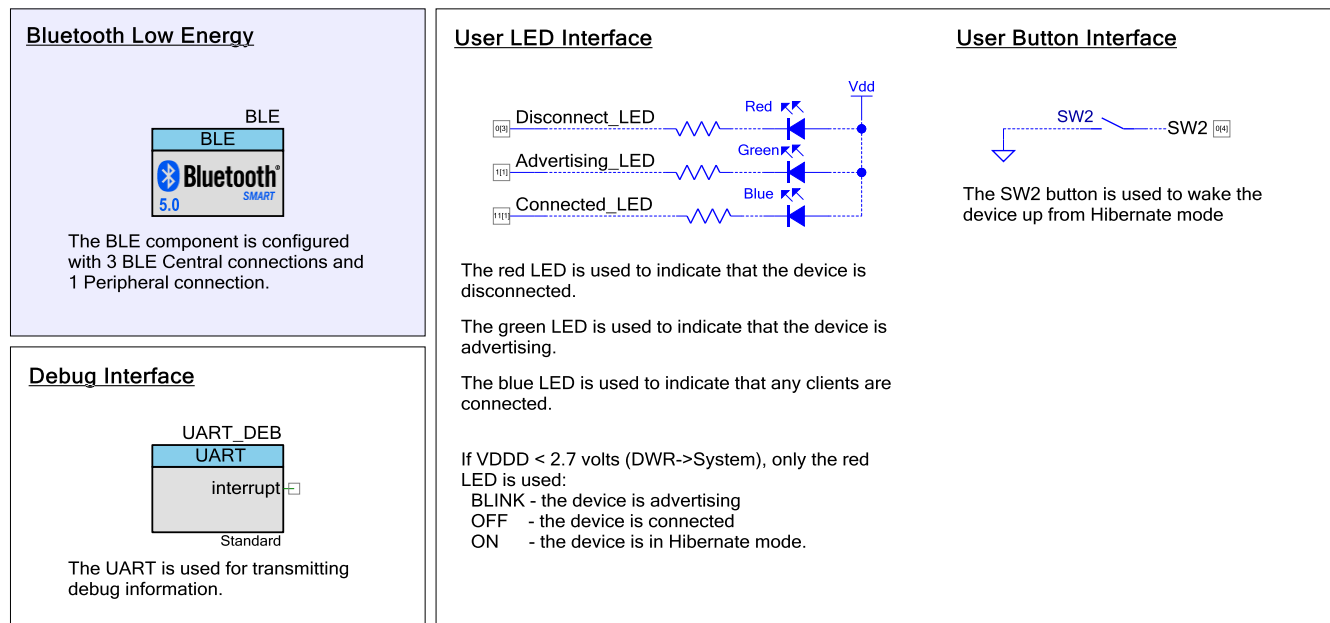 Bluetooth Low Energy
BLE
BLE
Bluetooth®
SMART
5.0
The BLE component is configured
with 3 BLE Central connections and
1 Peripheral connection.
Debug Interface
UART_DEB
UART
interrupt
Standard
The UART is used for transmitting
debug information.
User LED Interface
Vdd
0[3] Disconnect_LED Red
1[1] Advertising_LED Green
11[1] Connected_LED Blue
The red LED is used to indicate that the device is
disconnected.
The green LED is used to indicate that the device is
advertising.
The blue LED is used to indicate that any clients are
connected.
If VDDD < 2.7 volts (DWR->System), only the red
LED is used:
BLINK - the device is advertising
OFF - the device is connected
ON - the device is in Hibernate mode.
User Button Interface
SW2 SW2 0[4]
The SW2 button is used to wake the
device up from Hibernate mode